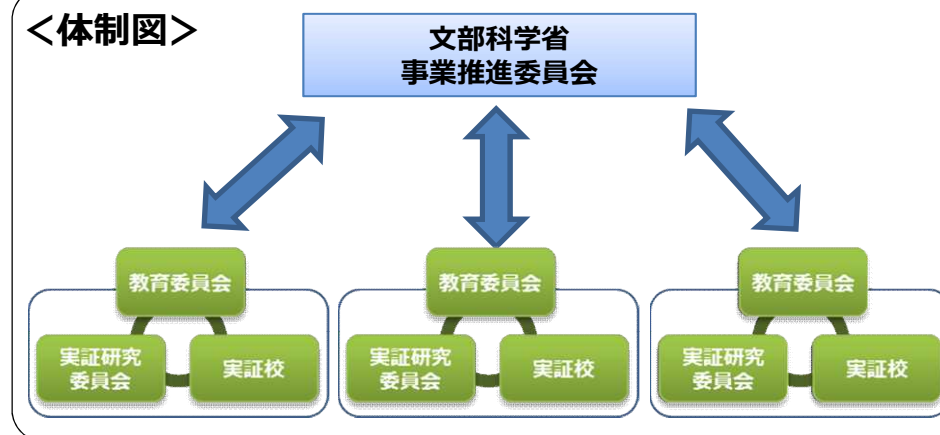 <体制図>
文部科学省
事業推進委員会
教育委員会
実証研究
委員会
実証校
教育委員会
実証研究
委員会
実証校
教育委員会
実証研究
委員会
実証校